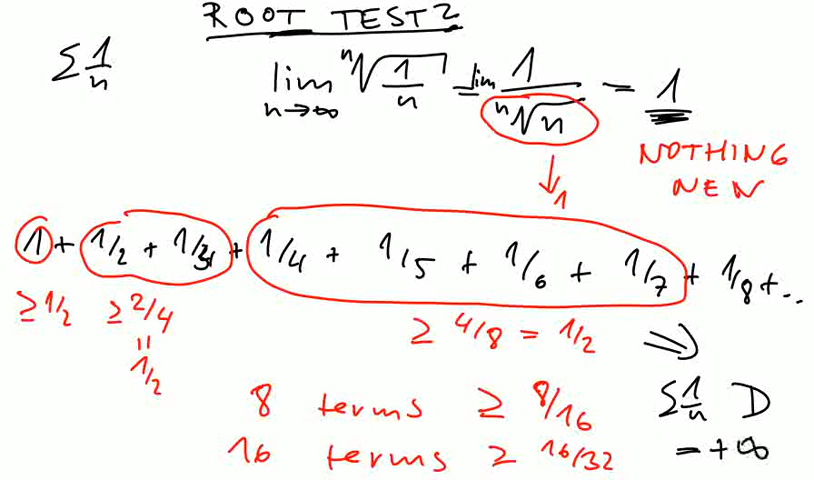 ROOT TEST2
Σ 1/n
lim n→∞ ⁿ√(1/n) = lim 1/ⁿ√n = 1
NOTHING
NEW
↓ 1
1 + 1/2 + 1/3 + 1/4 + 1/5 + 1/6 + 1/7 + 1/8 + ...
≥ 1/2 ≥ 2/4 = 1/2 ≥ 4/8 = 1/2 ⇒
8 terms ≥ 8/16 Σ 1/n D
16 terms ≥ 16/32 = +∞